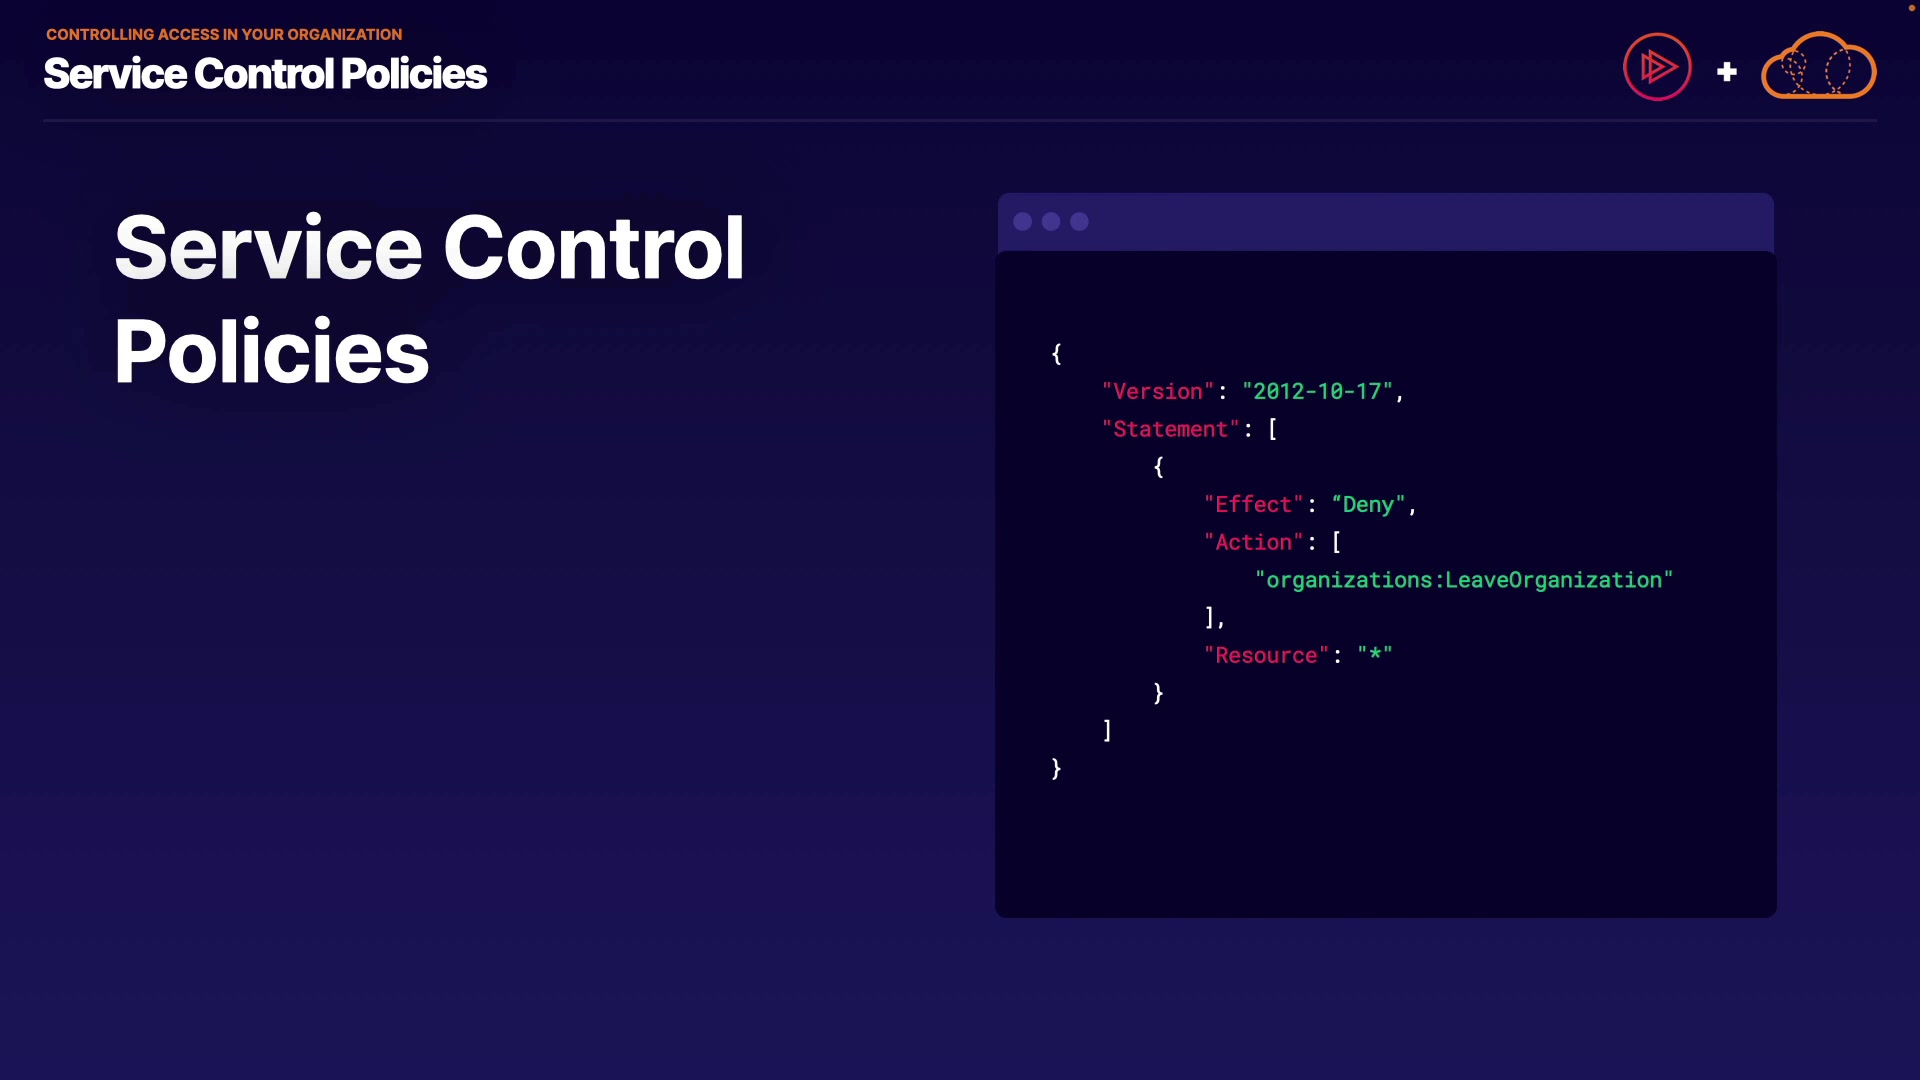 CONTROLLING ACCESS IN YOUR ORGANIZATION
Service Control Policies
+
Service Control
Policies
{
    "Version": "2012-10-17",
    "Statement": [
        {
            "Effect": “Deny",
            "Action": [
                "organizations:LeaveOrganization"
            ],
            "Resource": "*"
        }
    ]
}